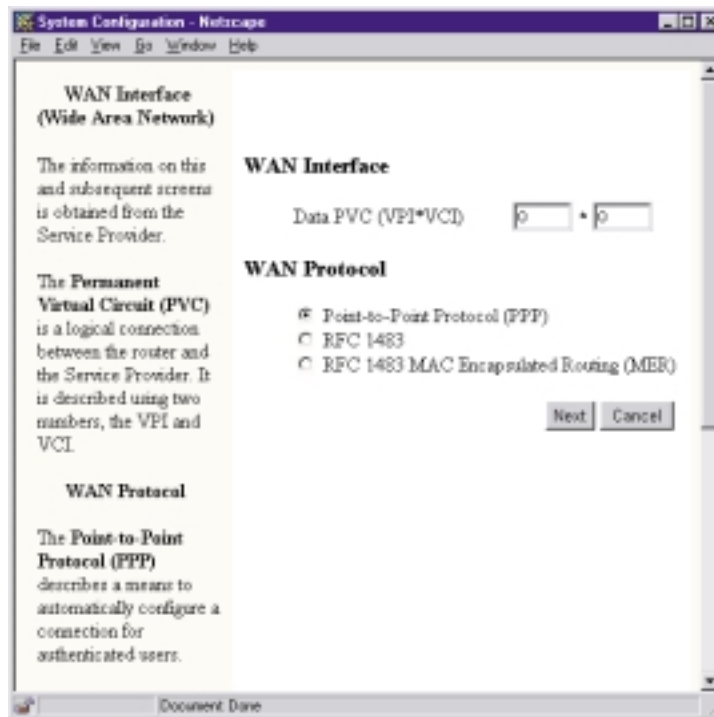 System Configuration - Netscape
File Edit View Go Window Help
WAN Interface
(Wide Area Network)
The information on this
and subsequent screens
is obtained from the
Service Provider.
The Permanent
Virtual Circuit (PVC)
is a logical connection
between the router and
the Service Provider. It
is described using two
numbers, the VPI and
VCI.
WAN Protocol
The Point-to-Point
Protocol (PPP)
describes a means to
automatically configure a
connection for
authenticated users.
WAN Interface
Data PVC (VPI*VCI) 0 * 0
WAN Protocol
Point-to-Point Protocol (PPP)
RFC 1483
RFC 1483 MAC Encapsulated Routing (MER)
Next Cancel
Document Done